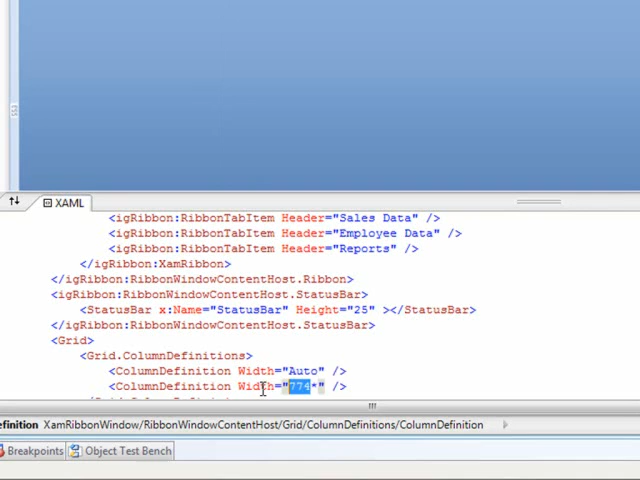 XAML
<igRibbon:RibbonTabItem Header="Sales Data" />
<igRibbon:RibbonTabItem Header="Employee Data" />
<igRibbon:RibbonTabItem Header="Reports" />
</igRibbon:XamRibbon>
</igRibbon:RibbonWindowContentHost.Ribbon>
<igRibbon:RibbonWindowContentHost.StatusBar>
<StatusBar x:Name="StatusBar" Height="25" ></StatusBar>
</igRibbon:RibbonWindowContentHost.StatusBar>
<Grid>
<Grid.ColumnDefinitions>
<ColumnDefinition Width="Auto" />
<ColumnDefinition Width="774*" />
efinition XamRibbonWindow/RibbonWindowContentHost/Grid/ColumnDefinitions/ColumnDefinition
Breakpoints Object Test Bench